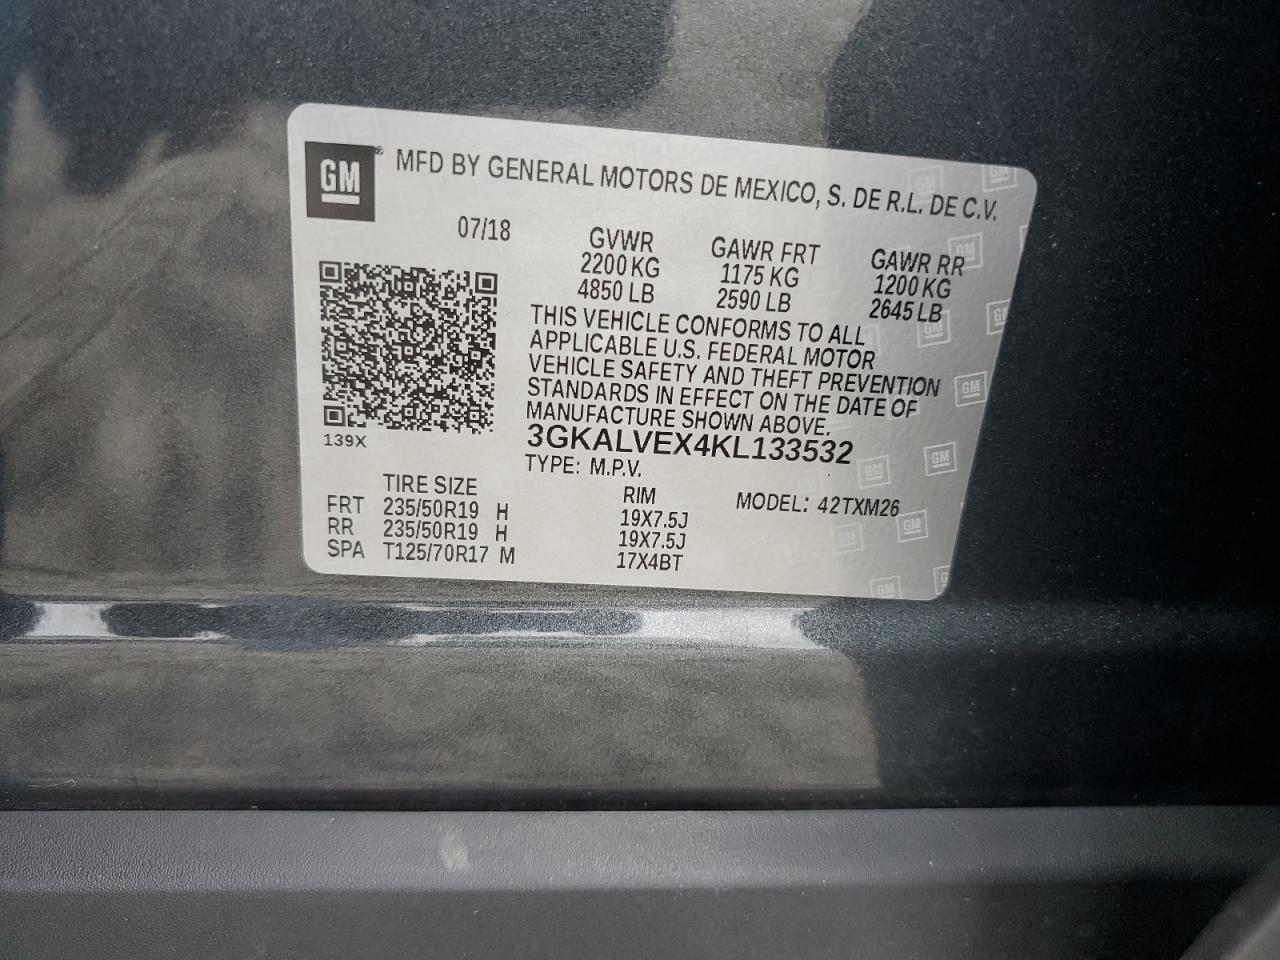 GM® MFD BY GENERAL MOTORS DE MEXICO, S. DE R.L. DE C.V.
07/18 GVWR GAWR FRT GAWR RR
2200 KG 1175 KG 1200 KG
4850 LB 2590 LB 2645 LB
THIS VEHICLE CONFORMS TO ALL
APPLICABLE U.S. FEDERAL MOTOR
VEHICLE SAFETY AND THEFT PREVENTION
STANDARDS IN EFFECT ON THE DATE OF
MANUFACTURE SHOWN ABOVE.
139X
3GKALVEX4KL133532
TYPE: M.P.V.
TIRE SIZE RIM MODEL: 42TXM26
FRT 235/50R19 H 19X7.5J
RR 235/50R19 H 19X7.5J
SPA T125/70R17 M 17X4BT